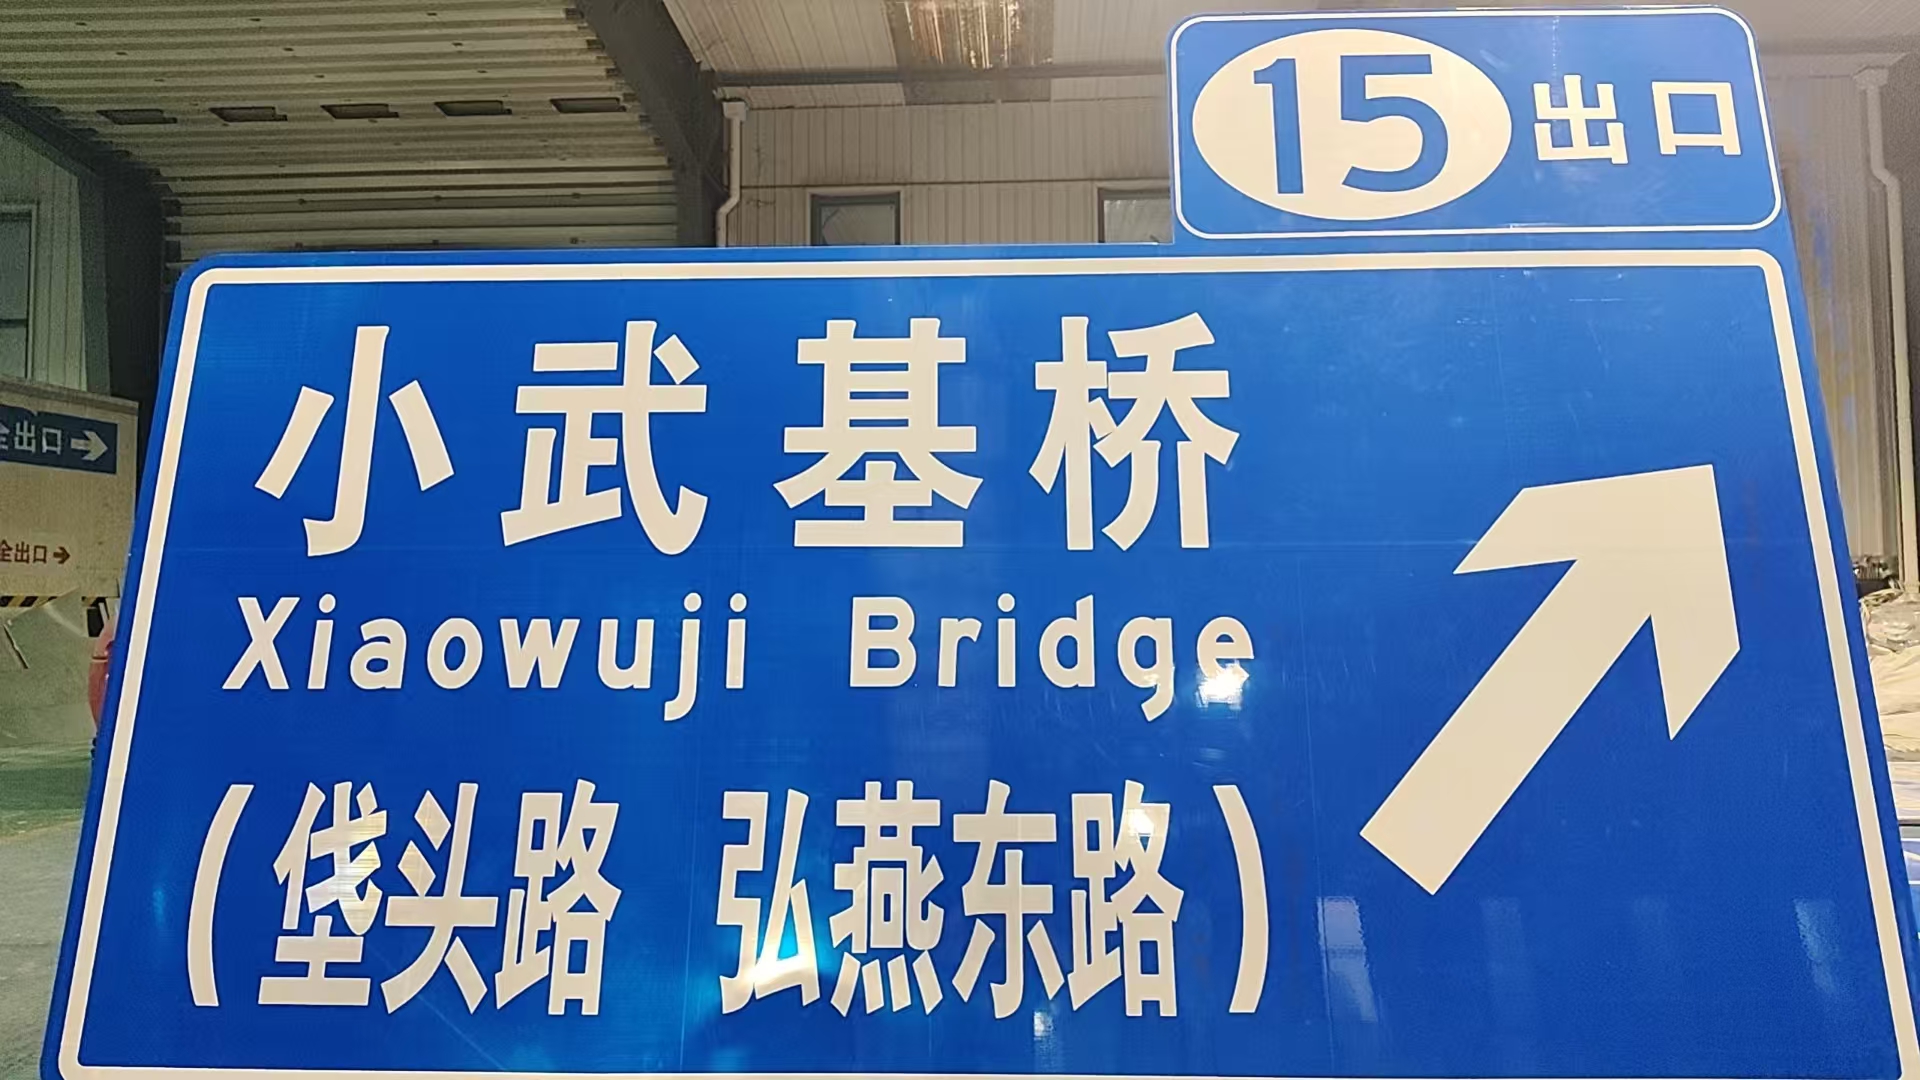 15 出口
小武基桥
Xiaowuji Bridge
(垡头路 弘燕东路)
全出口
全出口